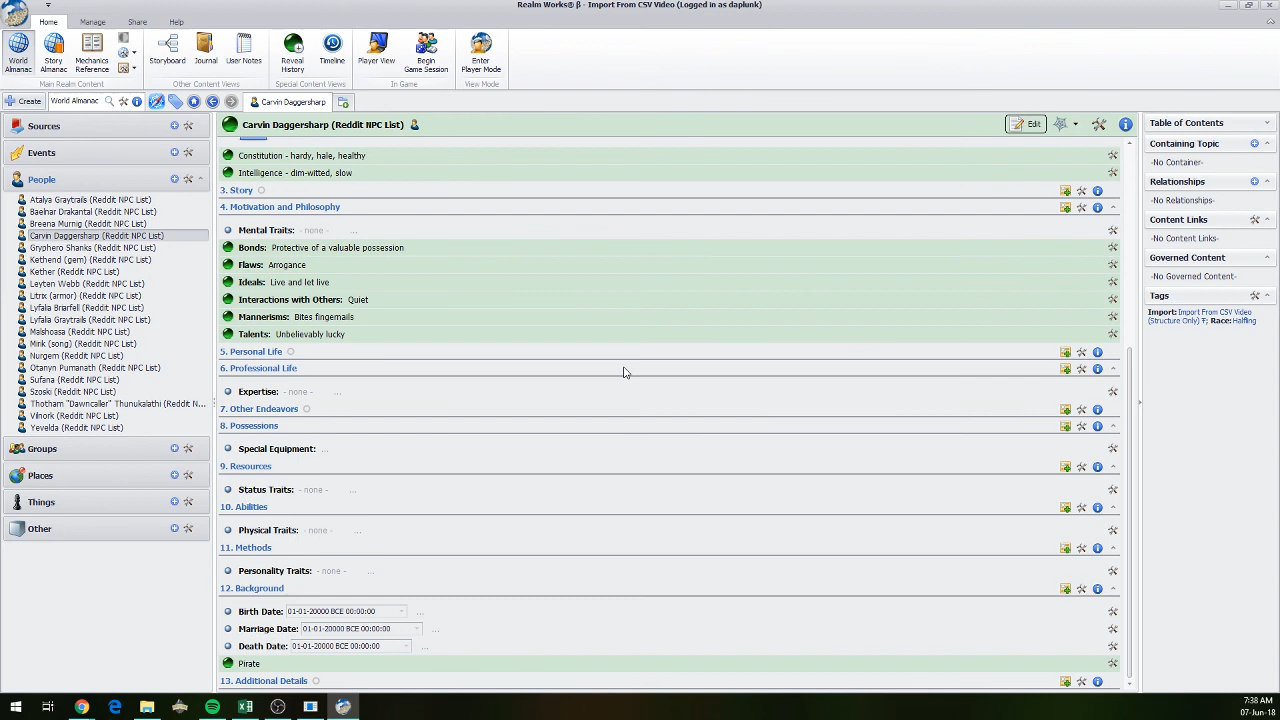 Realm Works® β - Import From CSV Video (Logged in as daplunk)
Home Manage Share Help
World Almanac
Story Almanac
Mechanics Reference
Storyboard
Journal
User Notes
Reveal History
Timeline
Player View
Begin Game Session
Enter Player Mode
Main Realm Content
Other Content Views
Special Content Views
In Game
View Mode
Create
World Almanac
Carvin Daggersharp
Sources
Events
People
Atalya Graytrails (Reddit NPC List)
Baelnar Drakantal (Reddit NPC List)
Breena Murnig (Reddit NPC List)
Carvin Daggersharp (Reddit NPC List)
Gryphero Shanks (Reddit NPC List)
Kethend (gem) (Reddit NPC List)
Kether (Reddit NPC List)
Leyten Webb (Reddit NPC List)
Litrix (armor) (Reddit NPC List)
Lyfalia Briarfell (Reddit NPC List)
Lyfalia Graytrails (Reddit NPC List)
Malshoasa (Reddit NPC List)
Mirik (song) (Reddit NPC List)
Nurgem (Reddit NPC List)
Otanyn Pumanath (Reddit NPC List)
Sufana (Reddit NPC List)
Szoski (Reddit NPC List)
Thotham "Dawncaller" Thunukalathi (Reddit N...
Vilnork (Reddit NPC List)
Yevelda (Reddit NPC List)
Groups
Places
Things
Other
Carvin Daggersharp (Reddit NPC List)
Edit
Constitution - hardy, hale, healthy
Intelligence - dim-witted, slow
3. Story
4. Motivation and Philosophy
Mental Traits: - none - ...
Bonds: Protective of a valuable possession
Flaws: Arrogance
Ideals: Live and let live
Interactions with Others: Quiet
Mannerisms: Bites fingernails
Talents: Unbelievably lucky
5. Personal Life
6. Professional Life
Expertise: - none - ...
7. Other Endeavors
8. Possessions
Special Equipment: ...
9. Resources
Status Traits: - none - ...
10. Abilities
Physical Traits: - none - ...
11. Methods
Personality Traits: - none - ...
12. Background
Birth Date: 01-01-20000 BCE 00:00:00 ...
Marriage Date: 01-01-20000 BCE 00:00:00 ...
Death Date: 01-01-20000 BCE 00:00:00 ...
Pirate
13. Additional Details
Table of Contents
Containing Topic
-No Container-
Relationships
-No Relationships-
Content Links
-No Content Links-
Governed Content
-No Governed Content-
Tags
Import: Import From CSV Video
(Structure Only) ; Race: Halfling
7:38 AM
07-Jun-18